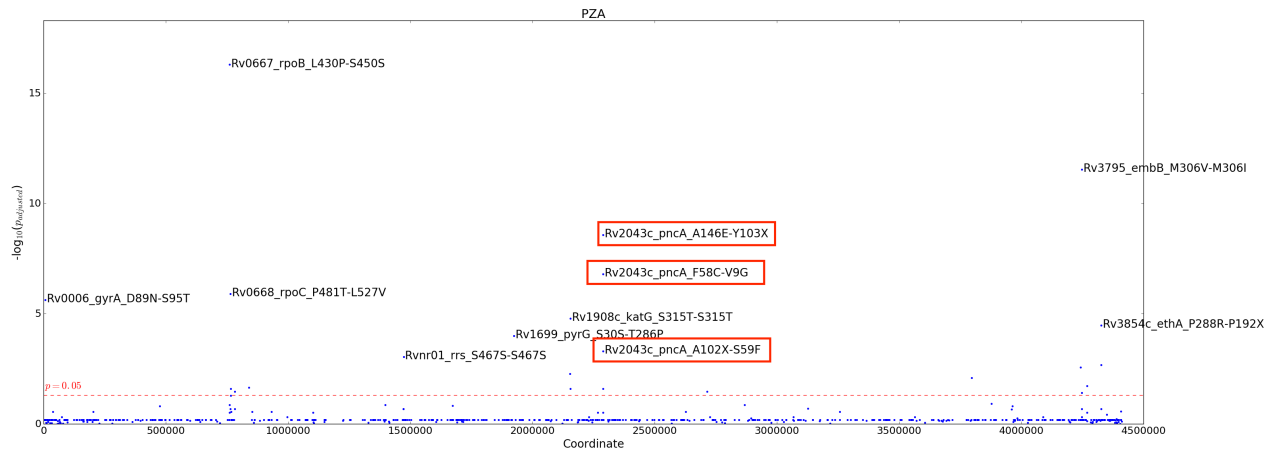 PZA
Rv0667_rpoB_L430P-S450S
15
Rv3795_embB_M306V-M306I
10
Rv2043c_pncA_A146E-Y103X
Rv2043c_pncA_F58C-V9G
Rv0668_rpoC_P481T-L527V
Rv0006_gyrA_D89N-S95T
5
Rv1908c_katG_S315T-S315T
Rv3854c_ethA_P288R-P192X
Rv1699_pyrG_S30S-T286P
Rv2043c_pncA_A102X-S59F
Rvnr01_rrs_S467S-S467S
p = 0.05
0
-log10(padjusted)
0 500000 1000000 1500000 2000000 2500000 3000000 3500000 4000000 4500000
Coordinate